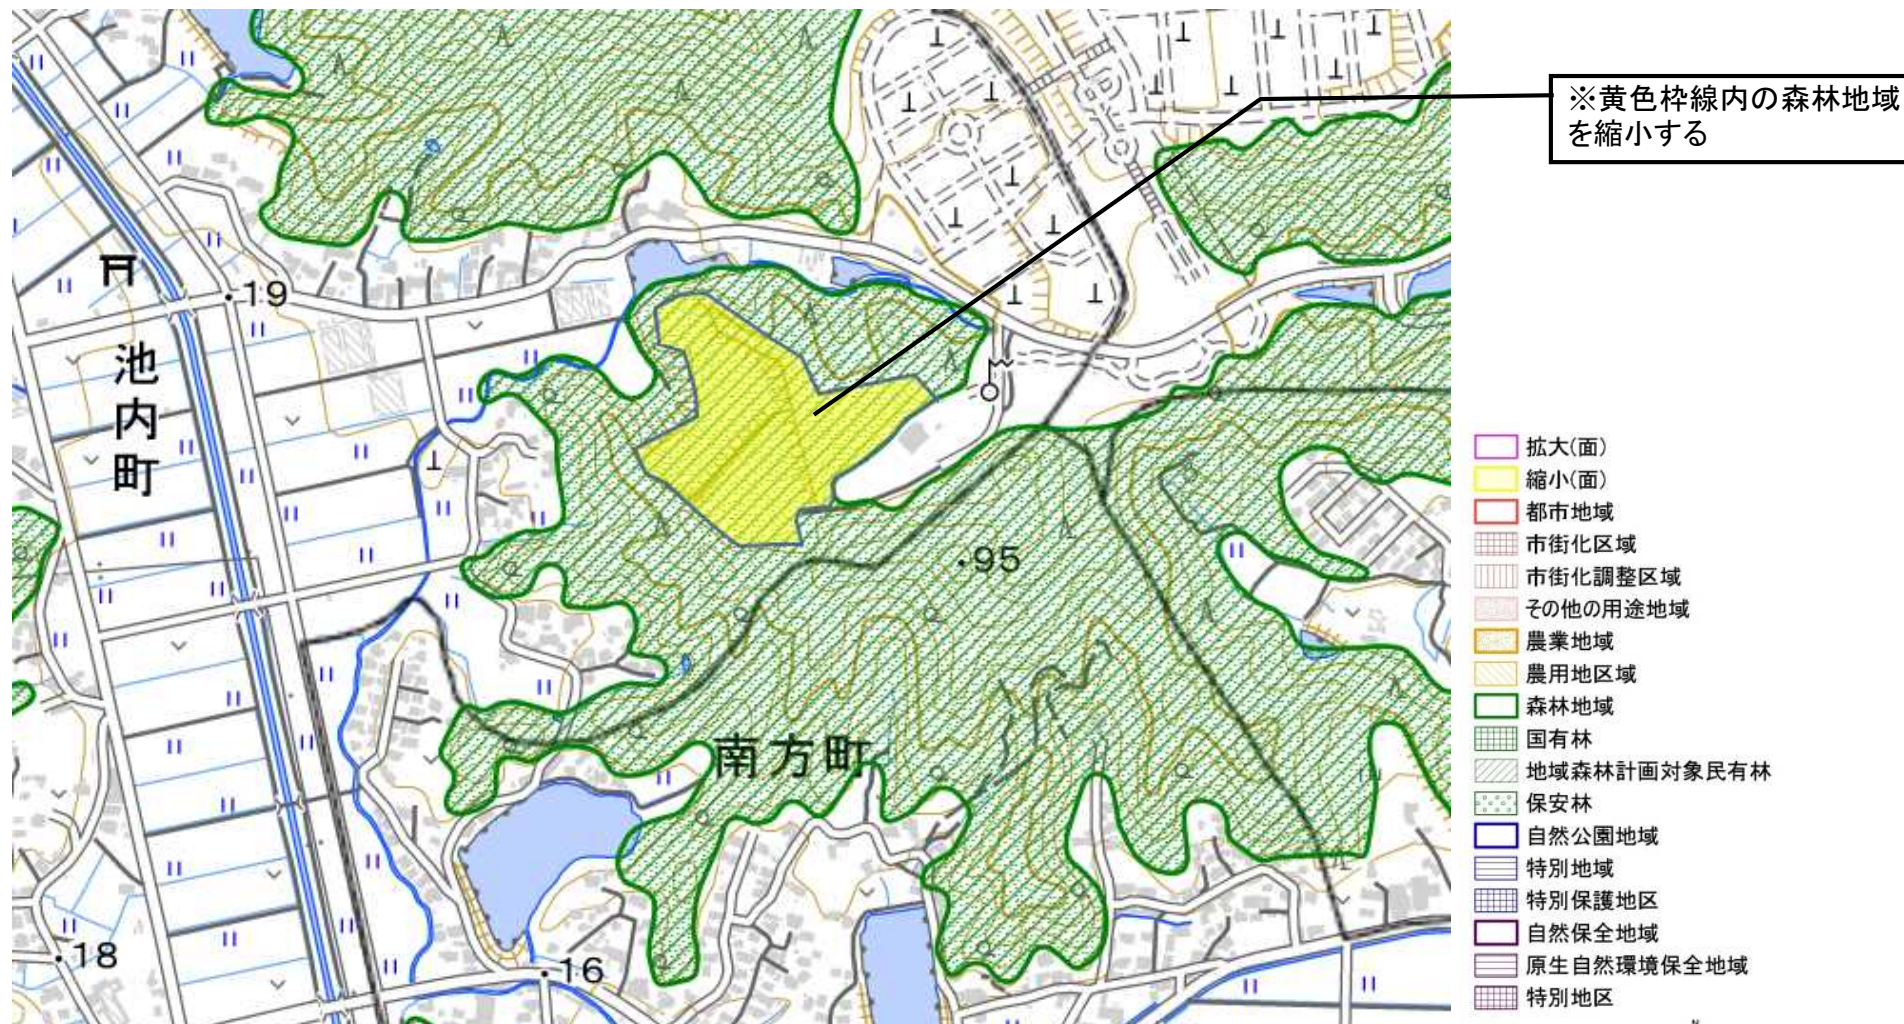 ※黄色枠線内の森林地域
を縮小する
19
池内町
95
南方町
18
16
拡大(面)
縮小(面)
都市地域
市街化区域
市街化調整区域
その他の用途地域
農業地域
農用地区域
森林地域
国有林
地域森林計画対象民有林
保安林
自然公園地域
特別地域
特別保護地区
自然保全地域
原生自然環境保全地域
特別地区